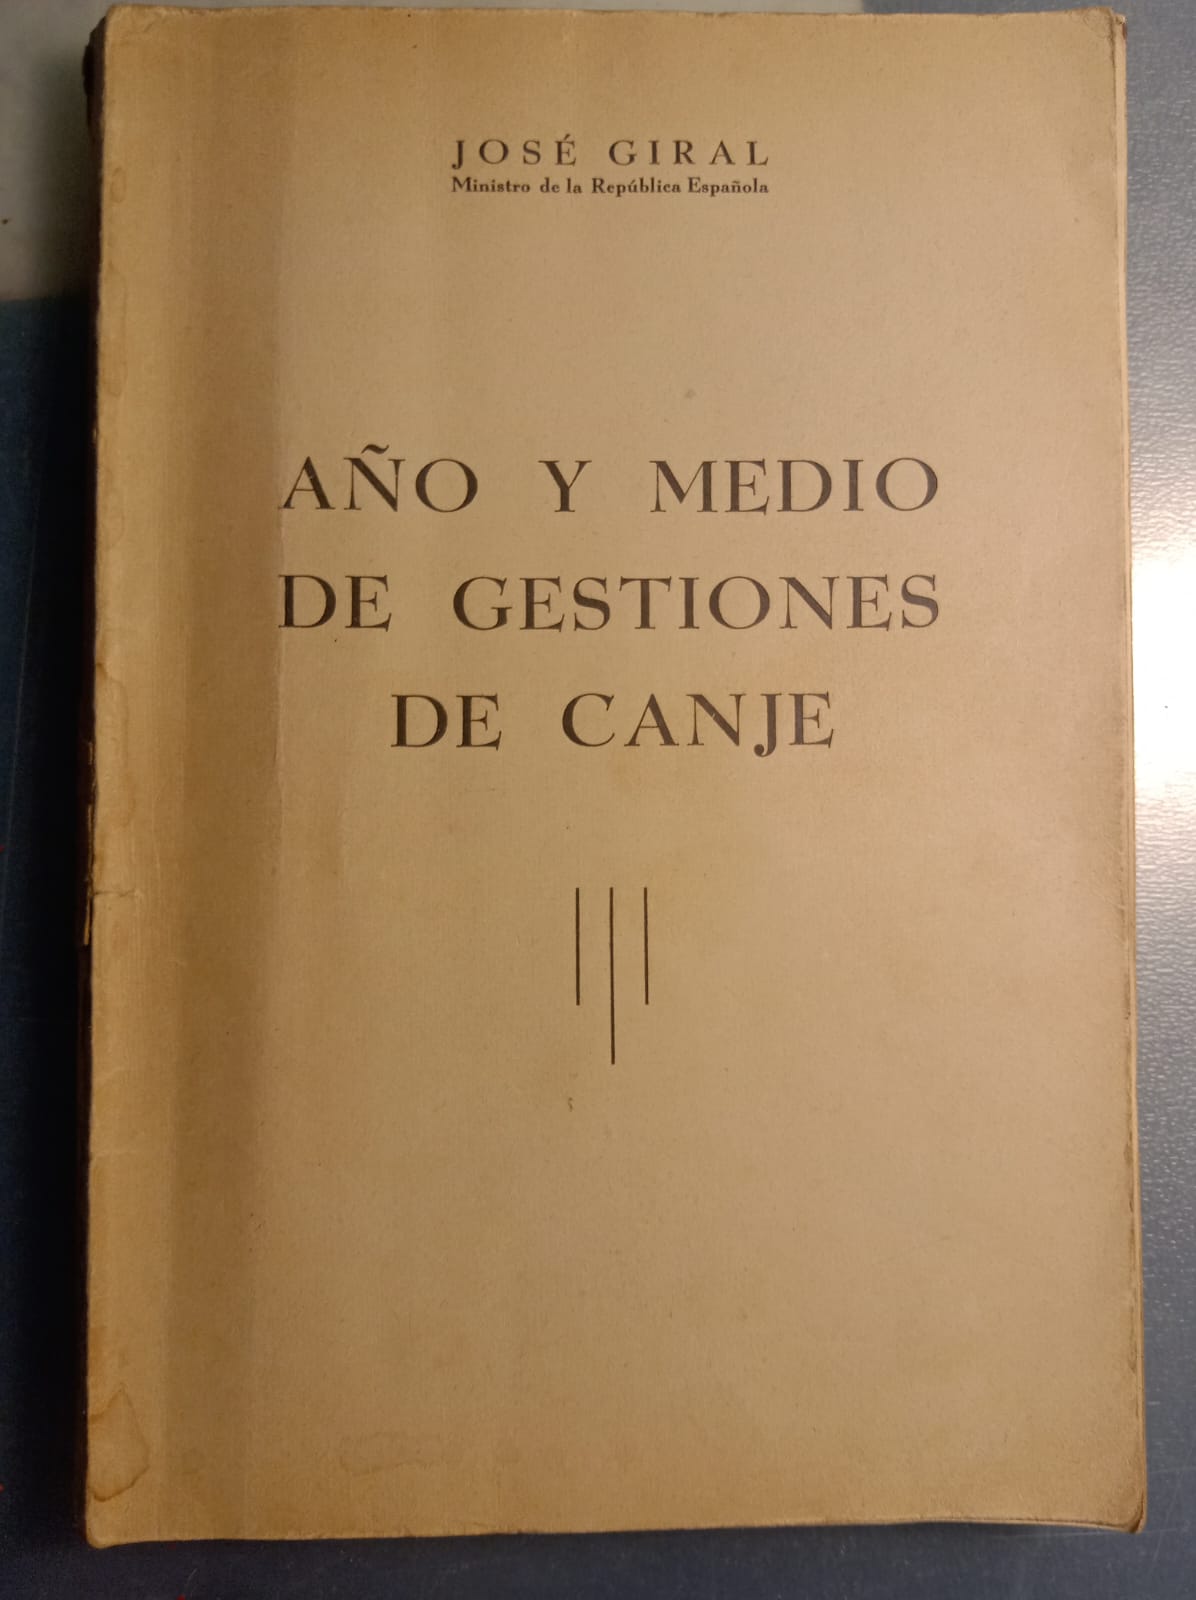 JOSÉ GIRAL
Ministro de la República Española
AÑO Y MEDIO
DE GESTIONES
DE CANJE